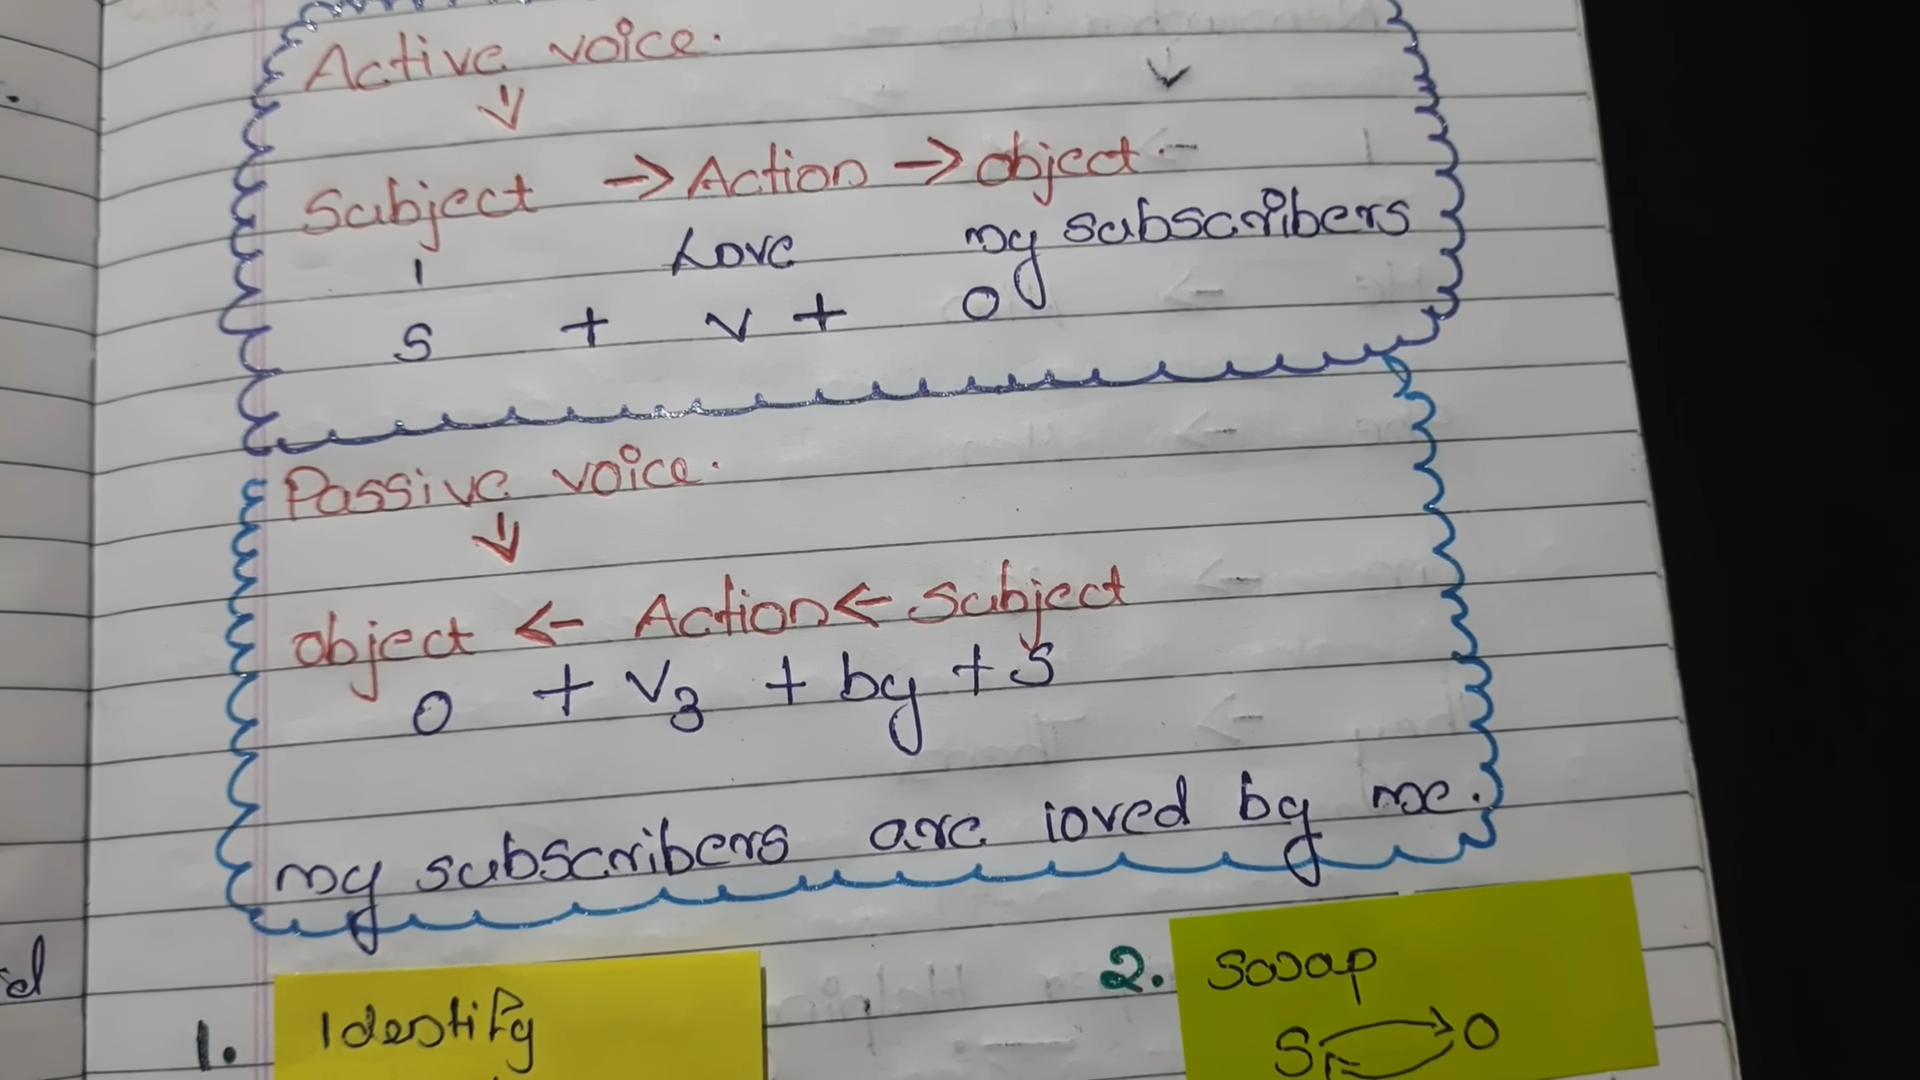 Active voice.
Subject → Action → object.
I Love my subscribers
S + V + O
Passive voice.
object ← Action ← Subject
O + V3 + by + S
my subscribers are loved by me.
1. Identify
2. Swap
S O